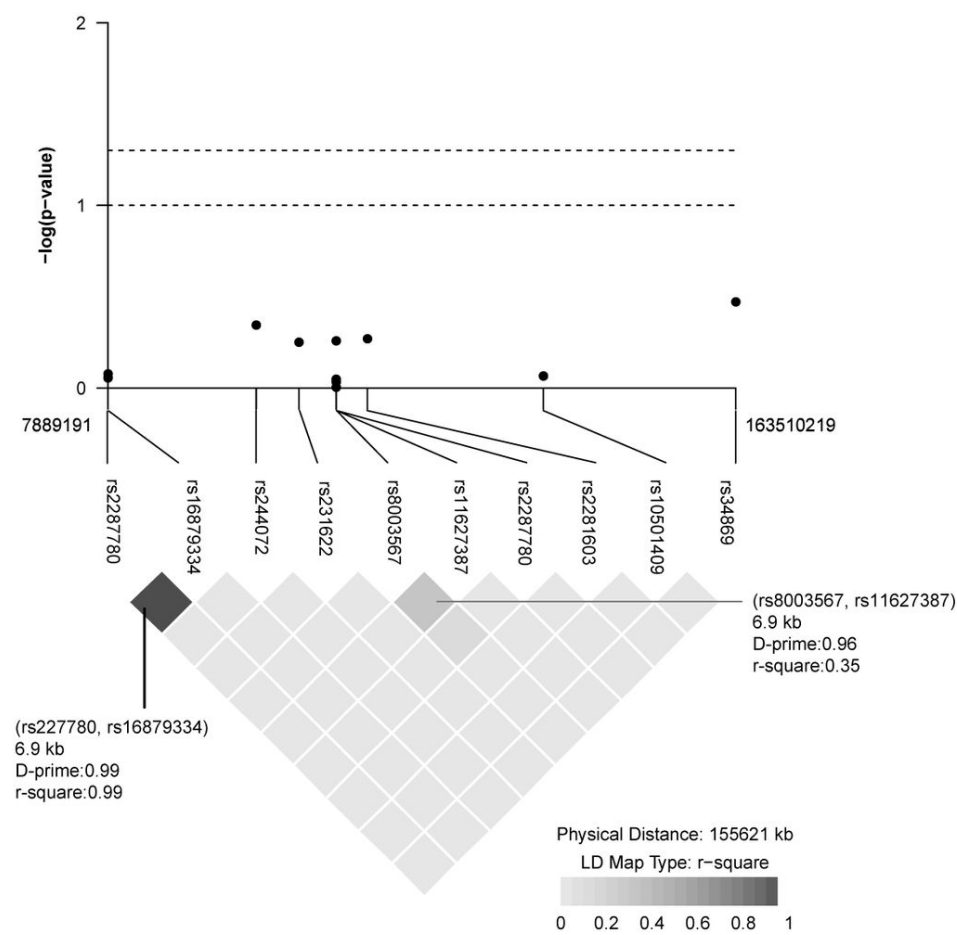 2
−log(p−value)
1
0
7889191
163510219
rs2287780
rs16879334
rs244072
rs231622
rs8003567
rs11627387
rs2287780
rs2281603
rs10501409
rs34869
(rs8003567, rs11627387)
6.9 kb
D-prime:0.96
r-square:0.35
(rs227780, rs16879334)
6.9 kb
D-prime:0.99
r-square:0.99
Physical Distance: 155621 kb
LD Map Type: r−square
0 0.2 0.4 0.6 0.8 1